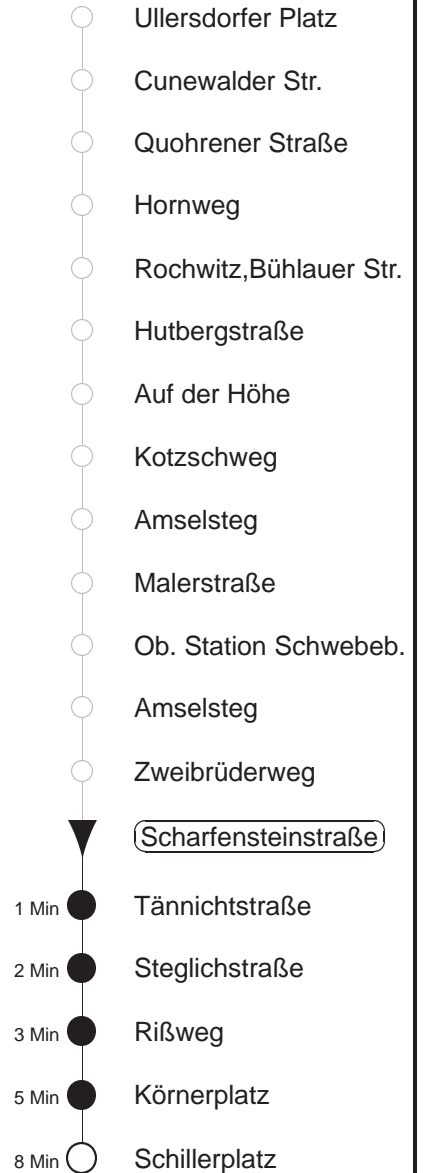 Ullersdorfer Platz
Cunewalder Str.
Quohrener Straße
Hornweg
Rochwitz,Bühlauer Str.
Hutbergstraße
Auf der Höhe
Kotzschweg
Amselsteg
Malerstraße
Ob. Station Schwebeb.
Amselsteg
Zweibrüderweg
Scharfensteinstraße
1 Min Tännichtstraße
2 Min Steglichstraße
3 Min Rißweg
5 Min Körnerplatz
8 Min Schillerplatz